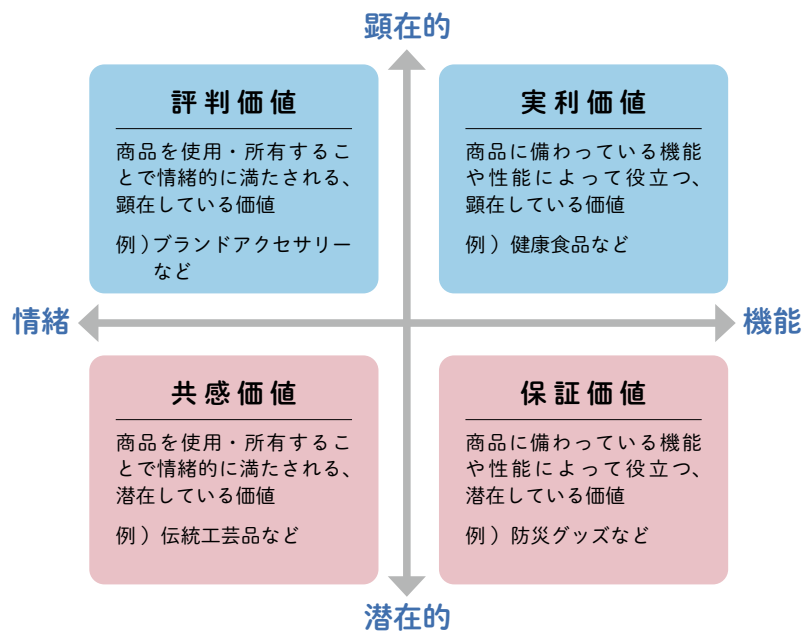 顕在的
評判価値
商品を使用・所有するこ
とで情緒的に満たされる、
顕在している価値
例）ブランドアクセサリー
など
実利価値
商品に備わっている機能
や性能によって役立つ、
顕在している価値
例）健康食品など
情緒
機能
共感価値
商品を使用・所有するこ
とで情緒的に満たされる、
潜在している価値
例）伝統工芸品など
保証価値
商品に備わっている機能
や性能によって役立つ、
潜在している価値
例）防災グッズなど
潜在的